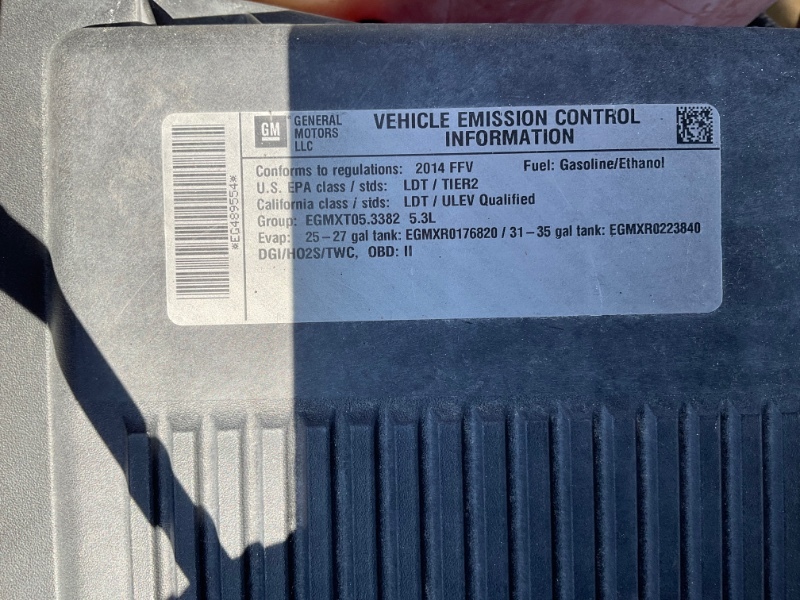 GM
GENERAL
MOTORS
LLC
VEHICLE EMISSION CONTROL
INFORMATION
*EG489554*
Conforms to regulations: 2014 FFV Fuel: Gasoline/Ethanol
U.S. EPA class / stds: LDT / TIER2
California class / stds: LDT / ULEV Qualified
Group: EGMXT05.3382 5.3L
Evap: 25-27 gal tank: EGMXR0176820 / 31-35 gal tank: EGMXR0223840
DGI/HO2S/TWC, OBD: II